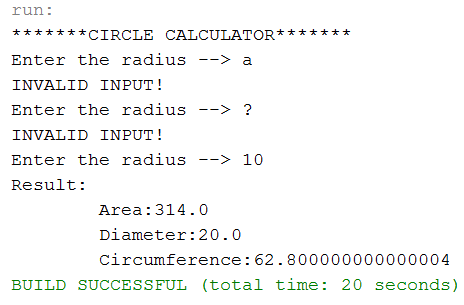 run:
*******CIRCLE CALCULATOR*******
Enter the radius --> a
INVALID INPUT!
Enter the radius --> ?
INVALID INPUT!
Enter the radius --> 10
Result:
Area:314.0
Diameter:20.0
Circumference:62.800000000000004
BUILD SUCCESSFUL (total time: 20 seconds)